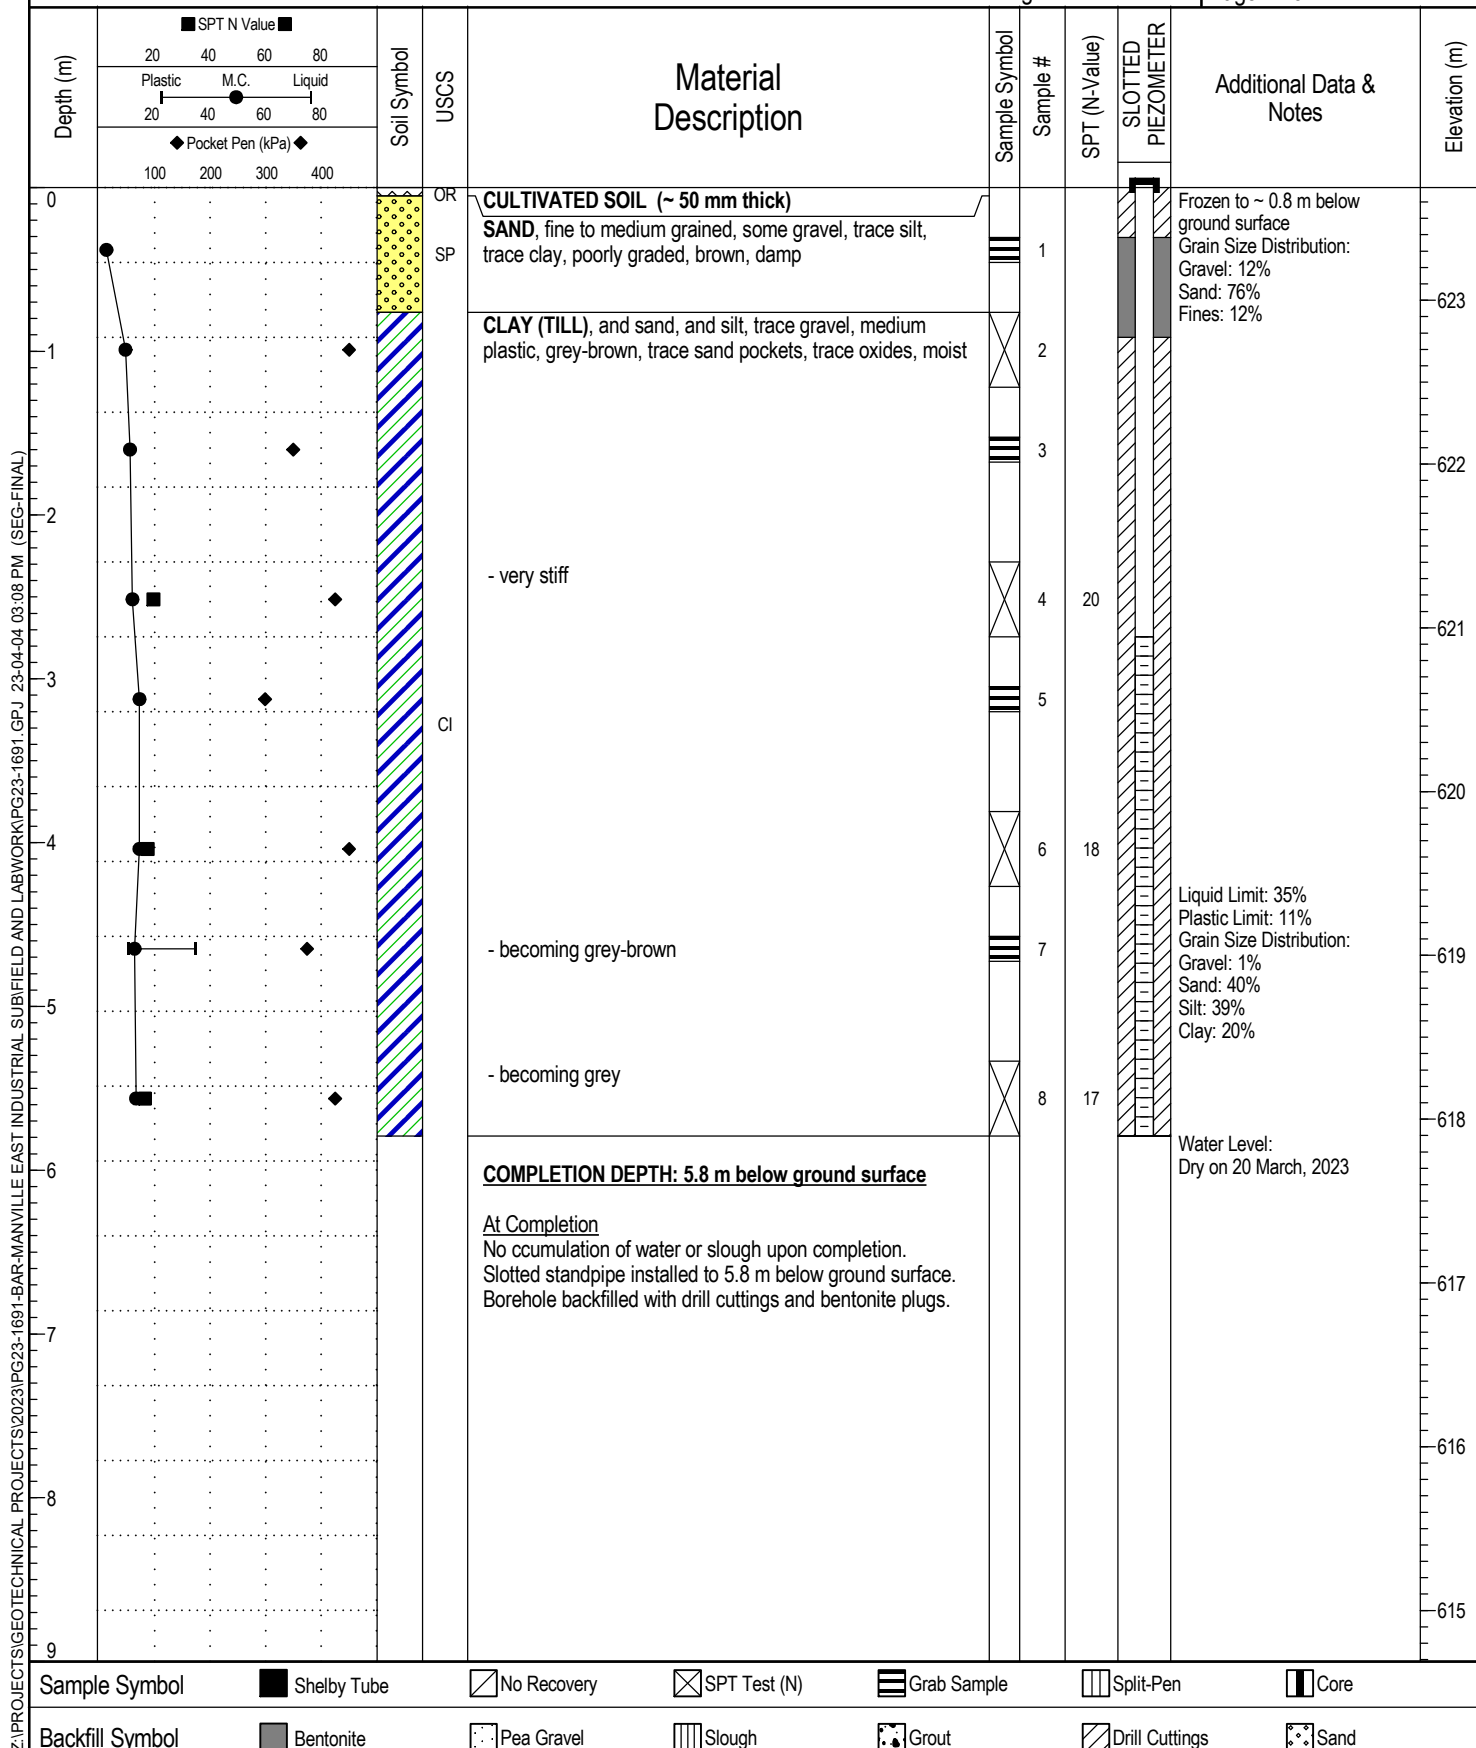 SPT N Value
20 40 60 80
Plastic M.C. Liquid
20 40 60 80
Pocket Pen (kPa)
100 200 300 400
Depth (m)
Soil Symbol
USCS
Material
Description
Sample Symbol
Sample #
SPT (N-Value)
SLOTTED
PIEZOMETER
Additional Data &
Notes
Elevation (m)
0
1
2
3
4
5
6
7
8
9
OR
SP
CI
CULTIVATED SOIL (~ 50 mm thick)
SAND, fine to medium grained, some gravel, trace silt,
trace clay, poorly graded, brown, damp
CLAY (TILL), and sand, and silt, trace gravel, medium
plastic, grey-brown, trace sand pockets, trace oxides, moist
- very stiff
- becoming grey-brown
- becoming grey
COMPLETION DEPTH: 5.8 m below ground surface
At Completion
No ccumulation of water or slough upon completion.
Slotted standpipe installed to 5.8 m below ground surface.
Borehole backfilled with drill cuttings and bentonite plugs.
1
2
3
4 20
5
6 18
7
8 17
Frozen to ~ 0.8 m below
ground surface
Grain Size Distribution:
Gravel: 12%
Sand: 76%
Fines: 12%
Liquid Limit: 35%
Plastic Limit: 11%
Grain Size Distribution:
Gravel: 1%
Sand: 40%
Silt: 39%
Clay: 20%
Water Level:
Dry on 20 March, 2023
623
622
621
620
619
618
617
616
615
Sample Symbol Shelby Tube No Recovery SPT Test (N) Grab Sample Split-Pen Core
Backfill Symbol Bentonite Pea Gravel Slough Grout Drill Cuttings Sand
Z:\PROJECTS\GEOTECHNICAL PROJECTS\2023\PG23-1691-BAR-MANVILLE EAST INDUSTRIAL SUB\FIELD AND LABWORK\PG23-1691.GPJ 23-04-04 03:08 PM (SEG-FINAL)